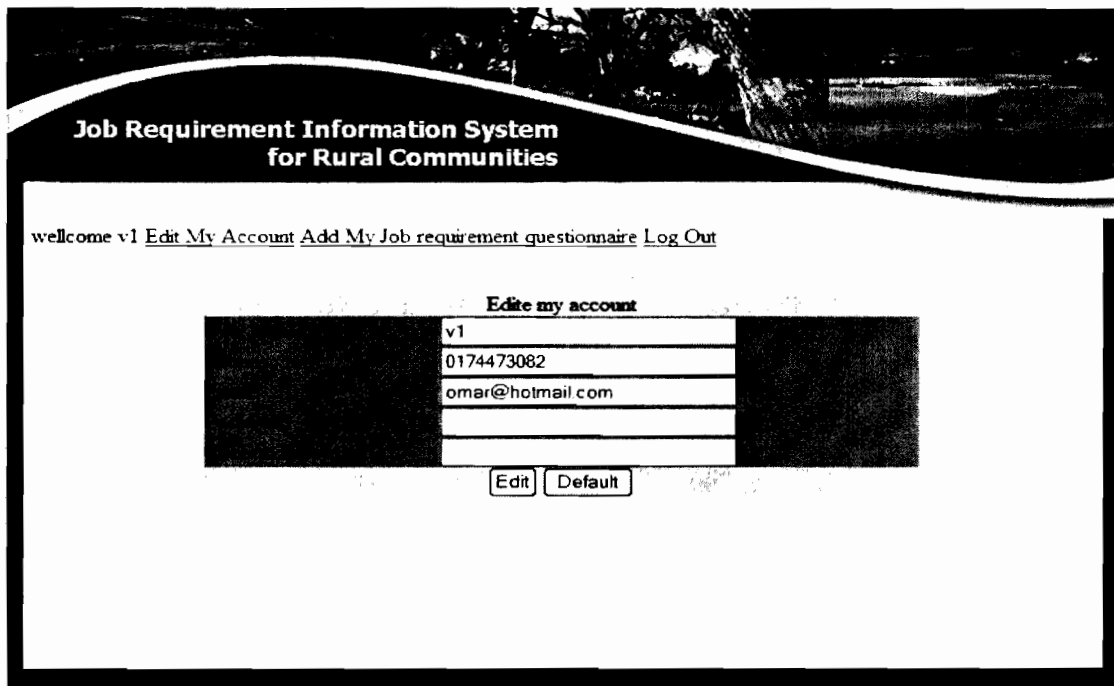 Job Requirement Information System
for Rural Communities
wellcome v1 Edit My Account Add My Job requirement questionnaire Log Out
Edite my account
v1
0174473082
omar@hotmail.com
Edit Default